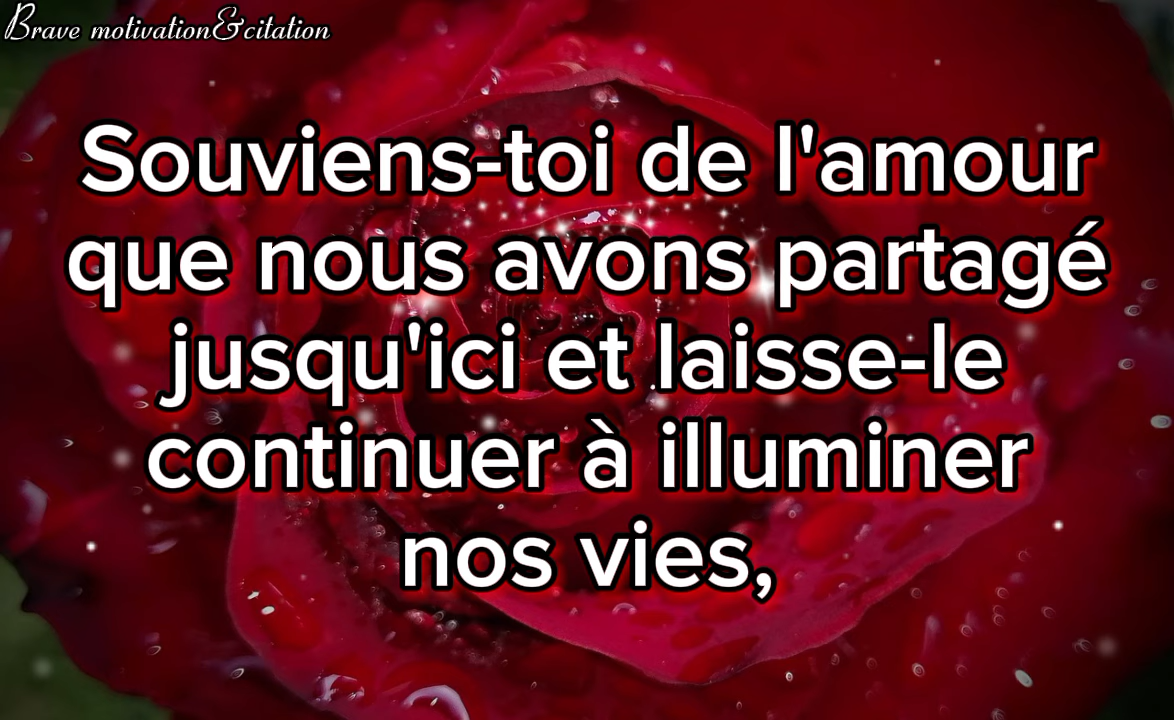 Brave motivation&citation
Souviens-toi de l'amour
que nous avons partagé
jusqu'ici et laisse-le
continuer à illuminer
nos vies,